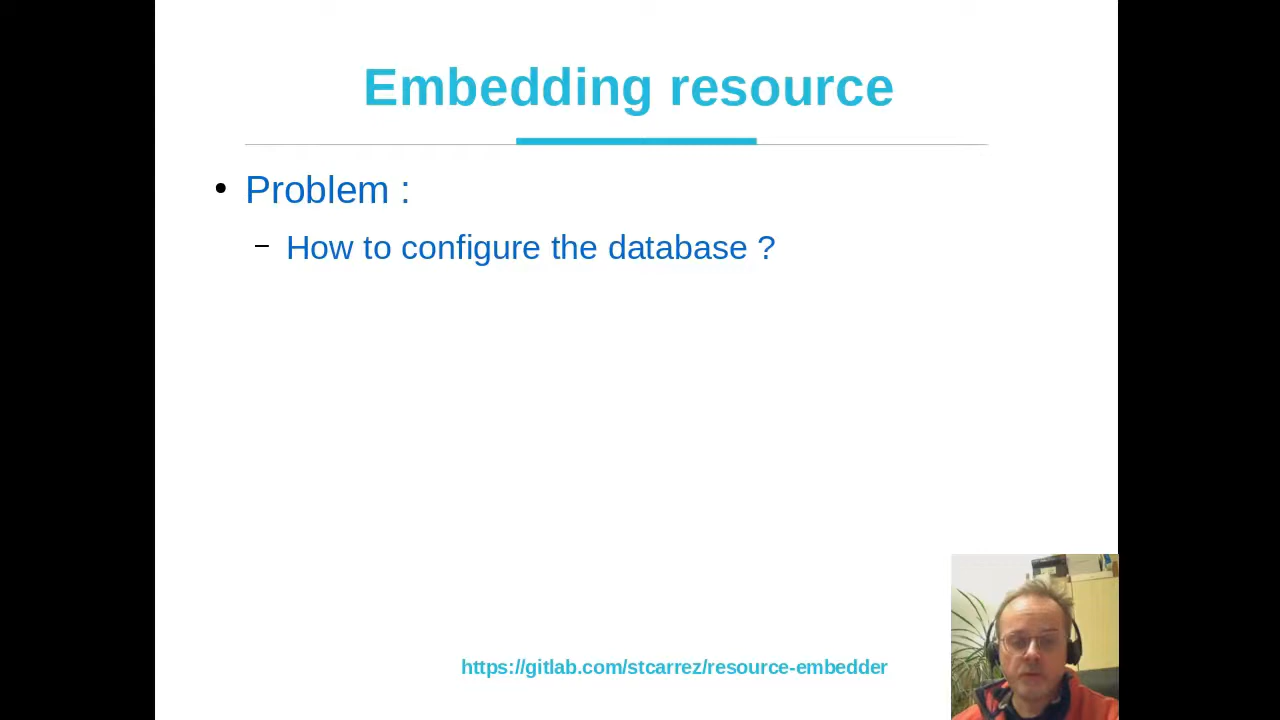 Embedding resource
Problem :
How to configure the database ?
https://gitlab.com/stcarrez/resource-embedder